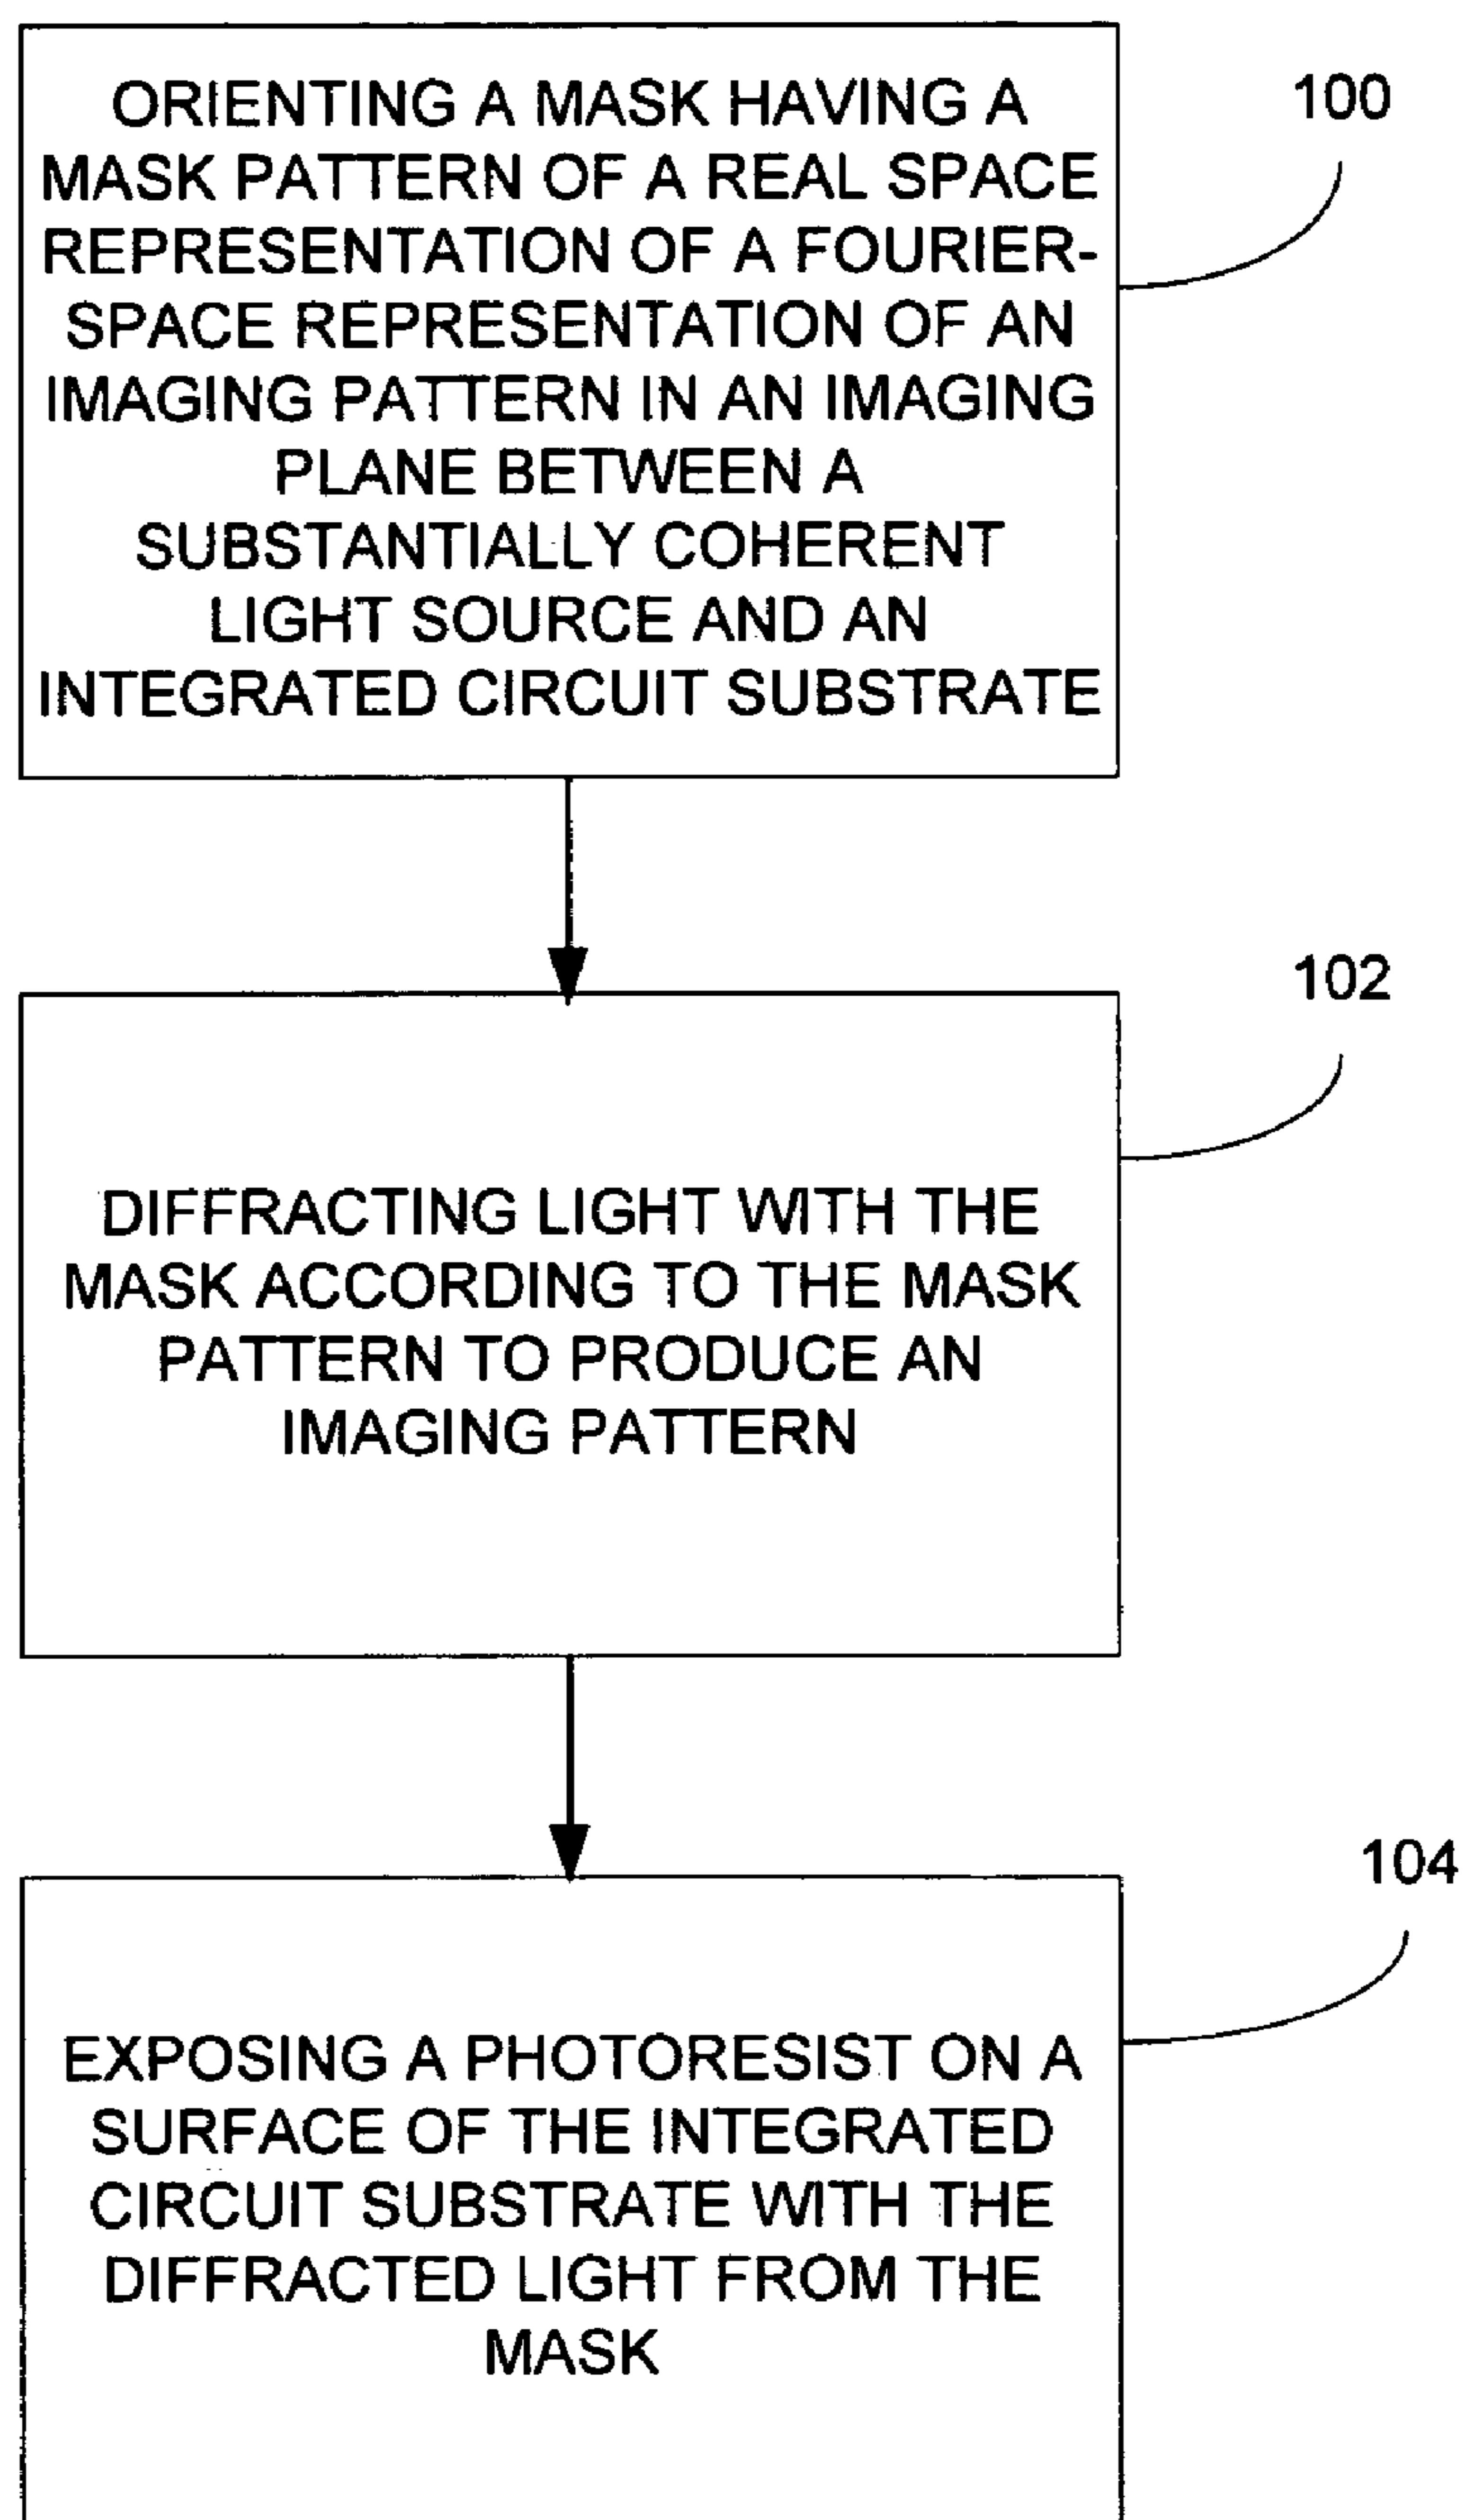 ORIENTING A MASK HAVING A
MASK PATTERN OF A REAL SPACE
REPRESENTATION OF A FOURIER-
SPACE REPRESENTATION OF AN
IMAGING PATTERN IN AN IMAGING
PLANE BETWEEN A
SUBSTANTIALLY COHERENT
LIGHT SOURCE AND AN
INTEGRATED CIRCUIT SUBSTRATE
100
DIFFRACTING LIGHT WITH THE
MASK ACCORDING TO THE MASK
PATTERN TO PRODUCE AN
IMAGING PATTERN
102
EXPOSING A PHOTORESIST ON A
SURFACE OF THE INTEGRATED
CIRCUIT SUBSTRATE WITH THE
DIFFRACTED LIGHT FROM THE
MASK
104